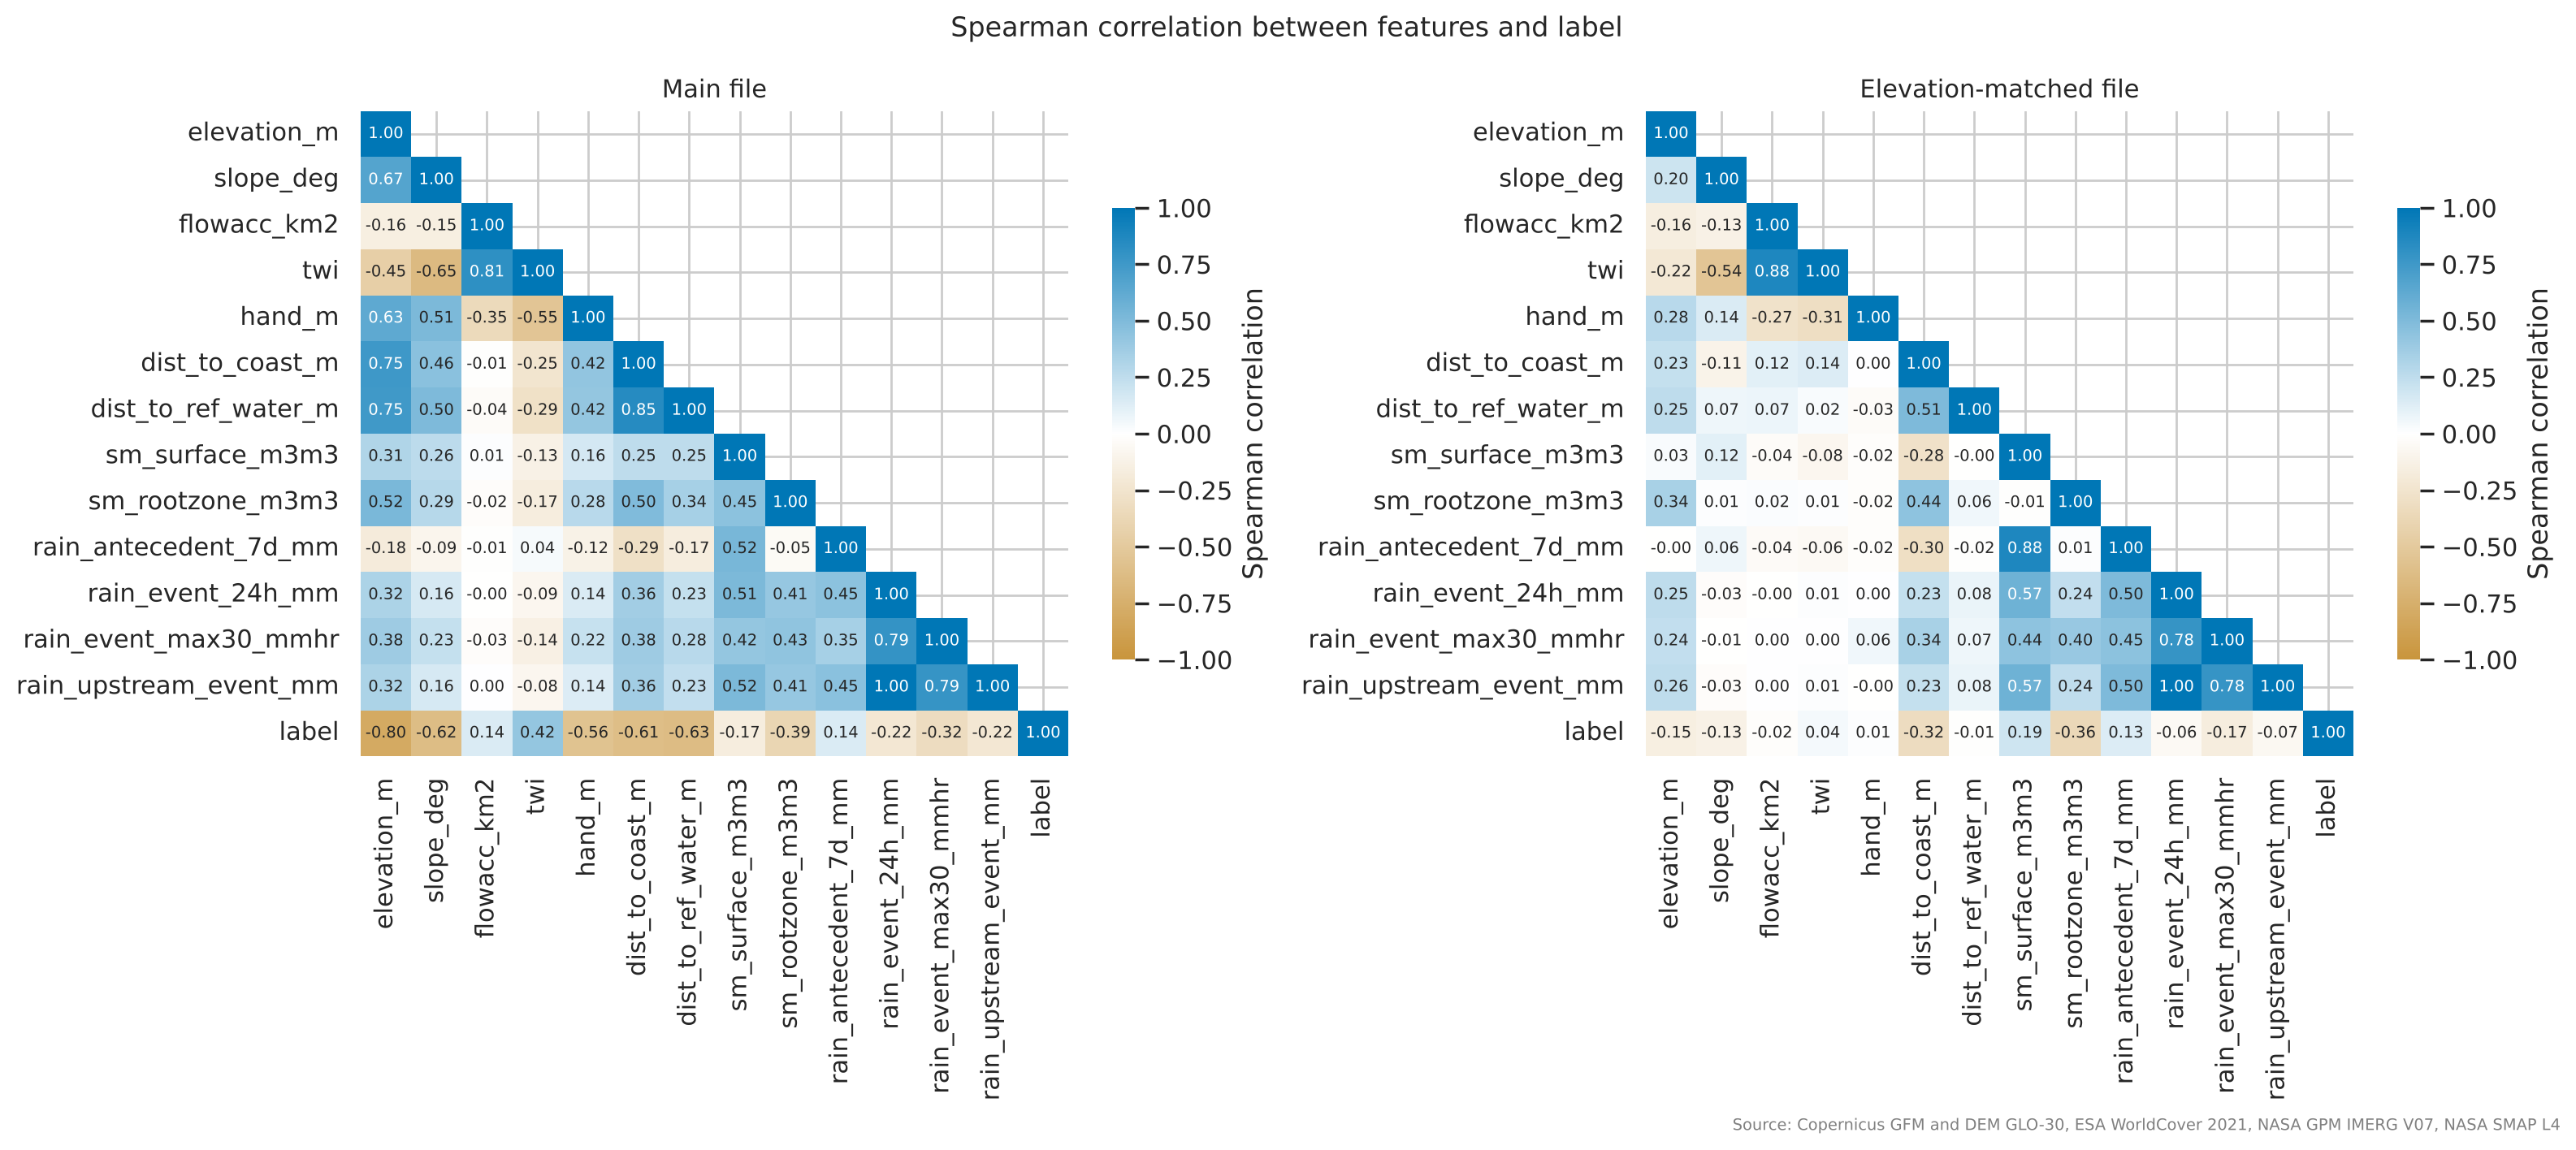 Spearman correlation between features and label
Main file
elevation_m 1.00
slope_deg 0.67 1.00
flowacc_km2 -0.16 -0.15 1.00
twi -0.45 -0.65 0.81 1.00
hand_m 0.63 0.51 -0.35 -0.55 1.00
dist_to_coast_m 0.75 0.46 -0.01 -0.25 0.42 1.00
dist_to_ref_water_m 0.75 0.50 -0.04 -0.29 0.42 0.85 1.00
sm_surface_m3m3 0.31 0.26 0.01 -0.13 0.16 0.25 0.25 1.00
sm_rootzone_m3m3 0.52 0.29 -0.02 -0.17 0.28 0.50 0.34 0.45 1.00
rain_antecedent_7d_mm -0.18 -0.09 -0.01 0.04 -0.12 -0.29 -0.17 0.52 -0.05 1.00
rain_event_24h_mm 0.32 0.16 -0.00 -0.09 0.14 0.36 0.23 0.51 0.41 0.45 1.00
rain_event_max30_mmhr 0.38 0.23 -0.03 -0.14 0.22 0.38 0.28 0.42 0.43 0.35 0.79 1.00
rain_upstream_event_mm 0.32 0.16 0.00 -0.08 0.14 0.36 0.23 0.52 0.41 0.45 1.00 0.79 1.00
label -0.80 -0.62 0.14 0.42 -0.56 -0.61 -0.63 -0.17 -0.39 0.14 -0.22 -0.32 -0.22 1.00
elevation_m
slope_deg
flowacc_km2
twi
hand_m
dist_to_coast_m
dist_to_ref_water_m
sm_surface_m3m3
sm_rootzone_m3m3
rain_antecedent_7d_mm
rain_event_24h_mm
rain_event_max30_mmhr
rain_upstream_event_mm
label
1.00
0.75
0.50
0.25
0.00
−0.25
−0.50
−0.75
−1.00
Spearman correlation
Elevation-matched file
elevation_m 1.00
slope_deg 0.20 1.00
flowacc_km2 -0.16 -0.13 1.00
twi -0.22 -0.54 0.88 1.00
hand_m 0.28 0.14 -0.27 -0.31 1.00
dist_to_coast_m 0.23 -0.11 0.12 0.14 0.00 1.00
dist_to_ref_water_m 0.25 0.07 0.07 0.02 -0.03 0.51 1.00
sm_surface_m3m3 0.03 0.12 -0.04 -0.08 -0.02 -0.28 -0.00 1.00
sm_rootzone_m3m3 0.34 0.01 0.02 0.01 -0.02 0.44 0.06 -0.01 1.00
rain_antecedent_7d_mm -0.00 0.06 -0.04 -0.06 -0.02 -0.30 -0.02 0.88 0.01 1.00
rain_event_24h_mm 0.25 -0.03 -0.00 0.01 0.00 0.23 0.08 0.57 0.24 0.50 1.00
rain_event_max30_mmhr 0.24 -0.01 0.00 0.00 0.06 0.34 0.07 0.44 0.40 0.45 0.78 1.00
rain_upstream_event_mm 0.26 -0.03 0.00 0.01 -0.00 0.23 0.08 0.57 0.24 0.50 1.00 0.78 1.00
label -0.15 -0.13 -0.02 0.04 0.01 -0.32 -0.01 0.19 -0.36 0.13 -0.06 -0.17 -0.07 1.00
elevation_m
slope_deg
flowacc_km2
twi
hand_m
dist_to_coast_m
dist_to_ref_water_m
sm_surface_m3m3
sm_rootzone_m3m3
rain_antecedent_7d_mm
rain_event_24h_mm
rain_event_max30_mmhr
rain_upstream_event_mm
label
1.00
0.75
0.50
0.25
0.00
−0.25
−0.50
−0.75
−1.00
Spearman correlation
Source: Copernicus GFM and DEM GLO-30, ESA WorldCover 2021, NASA GPM IMERG V07, NASA SMAP L4